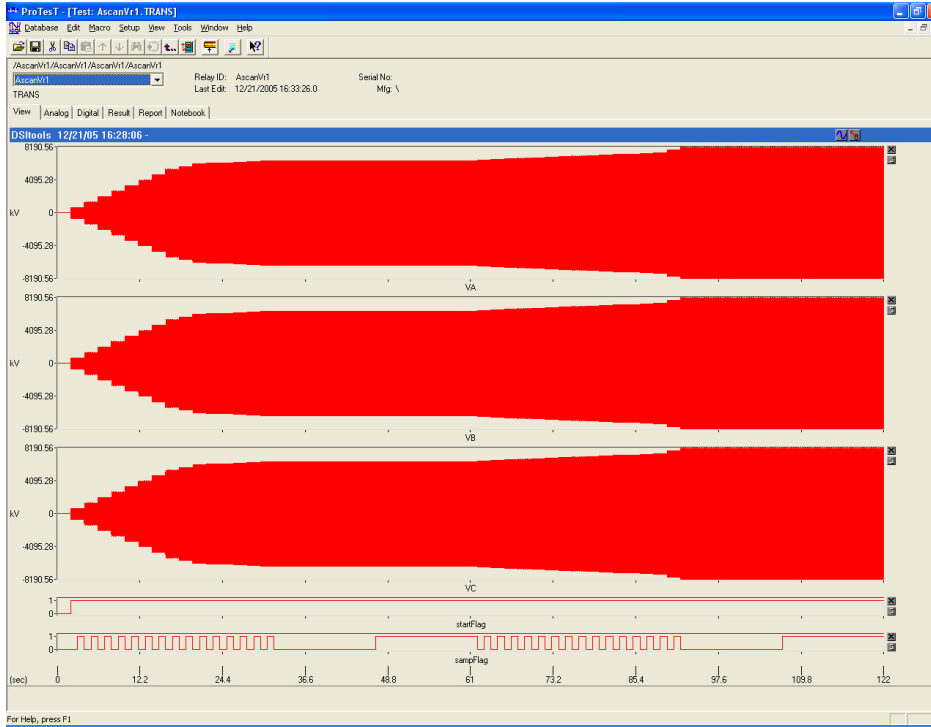 ProTesT - [Test: AscanVr1.TRANS]
Database Edit Macro Setup View Tools Window Help
/AscanVr1/AscanVr1/AscanVr1/AscanVr1
AscanVr1
Relay ID: AscanVr1 Serial No:
TRANS Last Edit: 12/21/2005 16:33:26.0 Mfg: \
View Analog Digital Result Report Notebook
DSItools 12/21/05 16:28:06 -
8190.56
4095.28
kV 0
-4095.28
-8190.56
VA
8190.56
4095.28
kV 0
-4095.28
-8190.56
VB
8190.56
4095.28
kV 0
-4095.28
-8190.56
VC
1
0
startFlag
1
0
sampFlag
(sec) 0 12.2 24.4 36.6 48.8 61 73.2 85.4 97.6 109.8 122
For Help, press F1